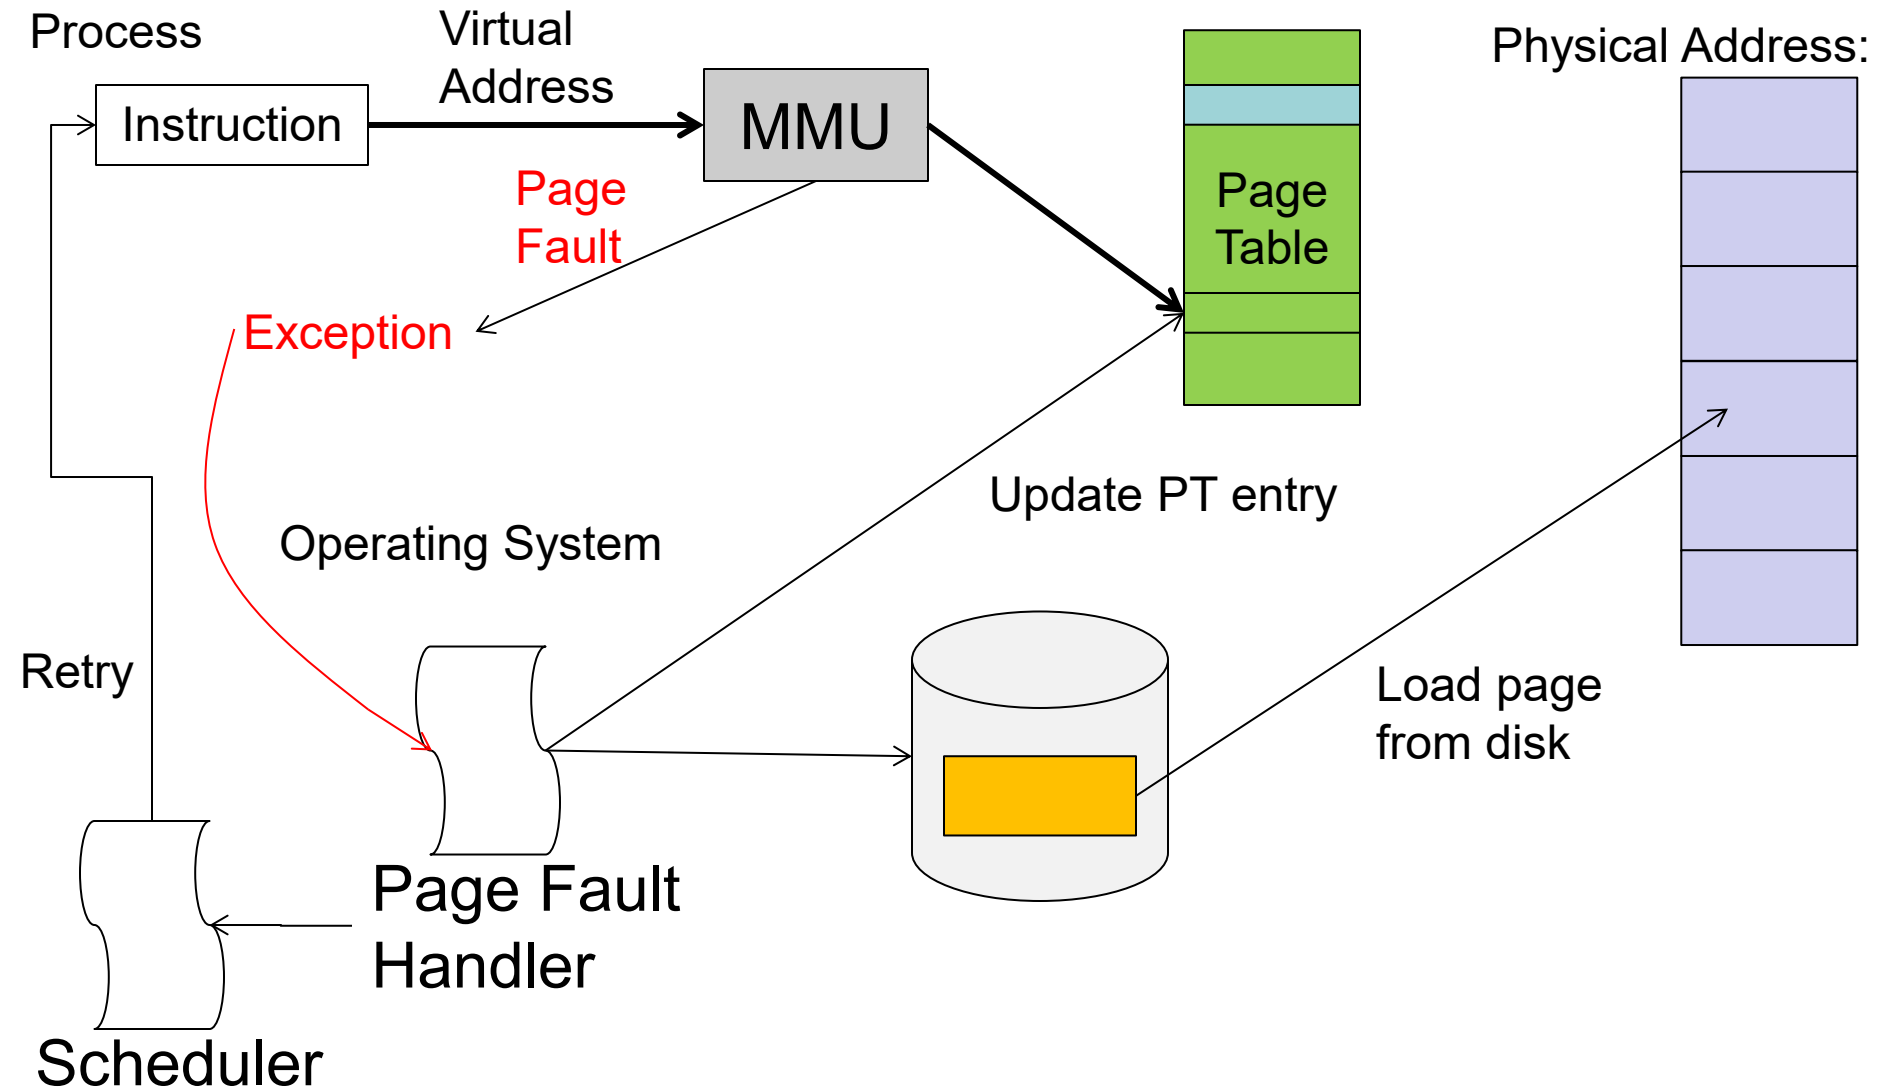 Process
Virtual
Address
Physical Address:
Instruction
MMU
Page
Fault
Page
Table
Exception
Update PT entry
Operating System
Retry
Load page
from disk
Page Fault
Handler
Scheduler